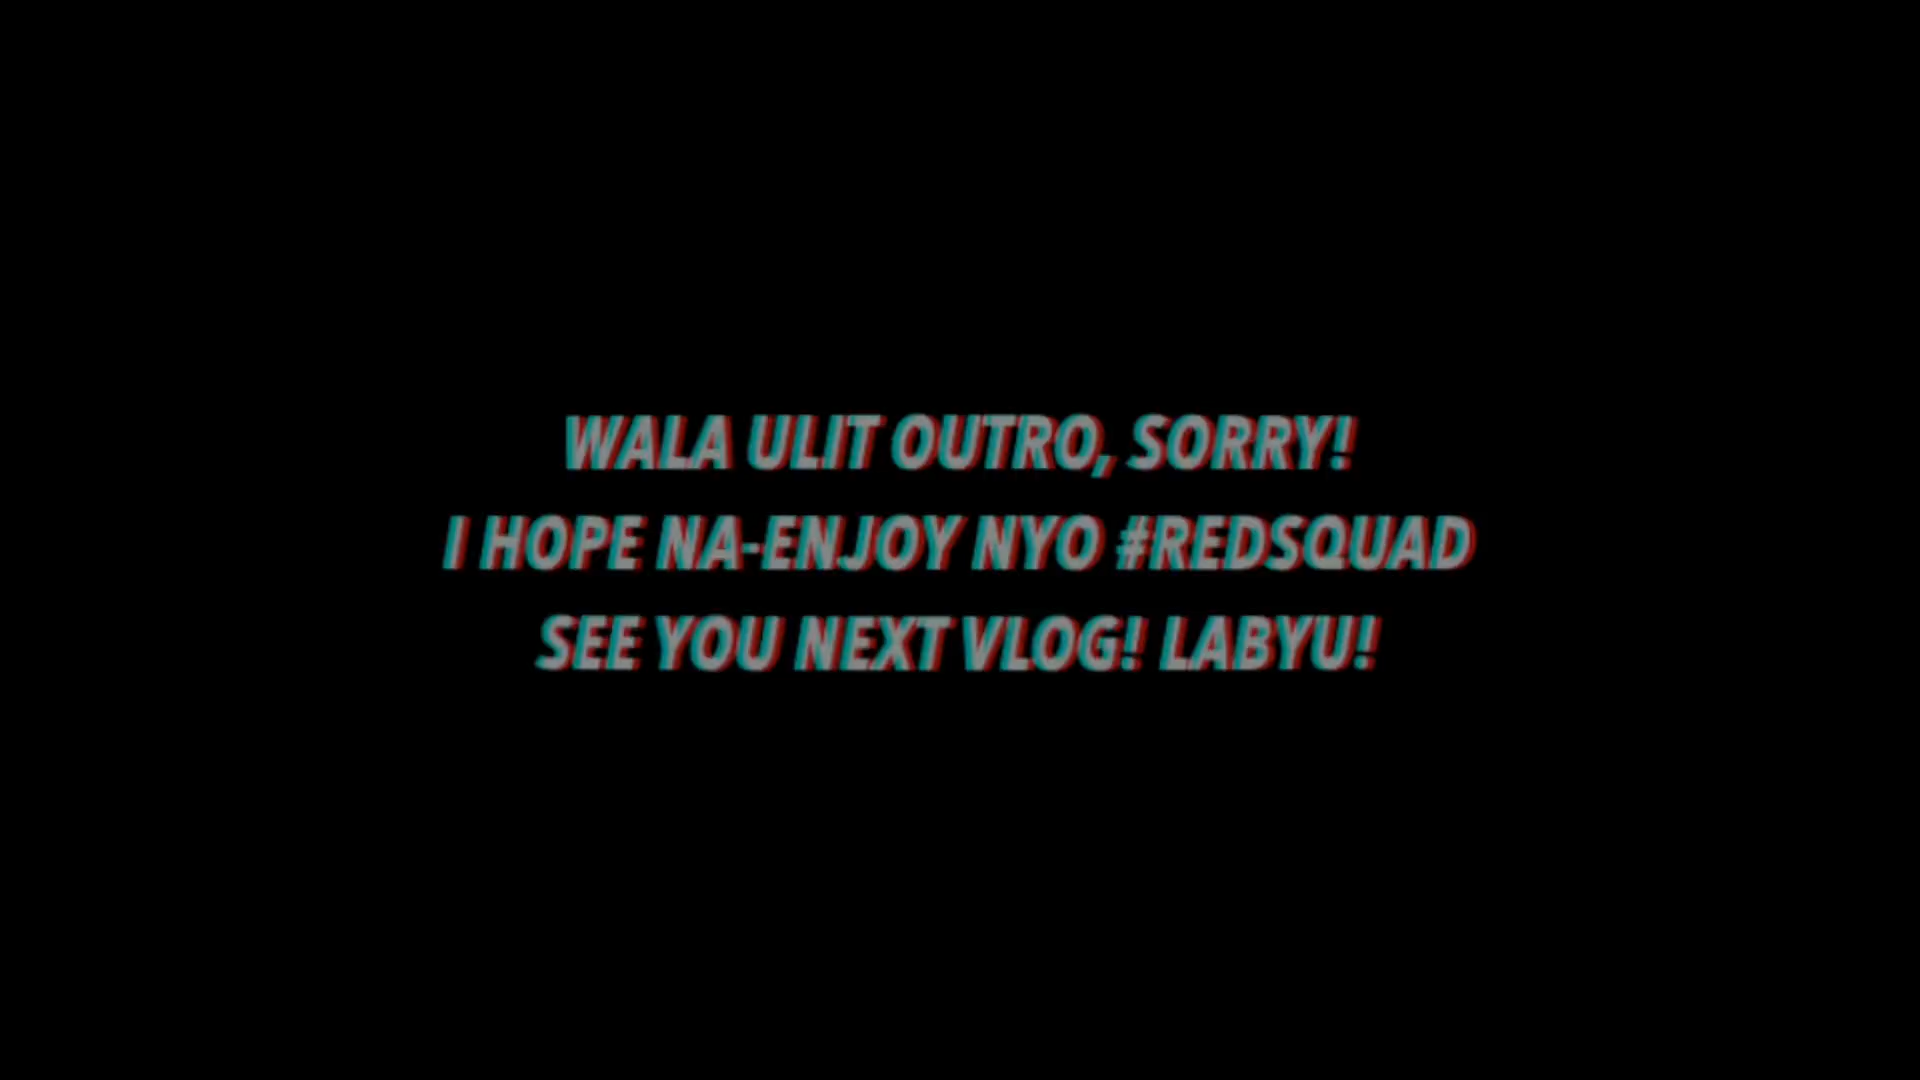 WALA ULIT OUTRO, SORRY!
I HOPE NA-ENJOY NYO #REDSQUAD
SEE YOU NEXT VLOG! LABYU!